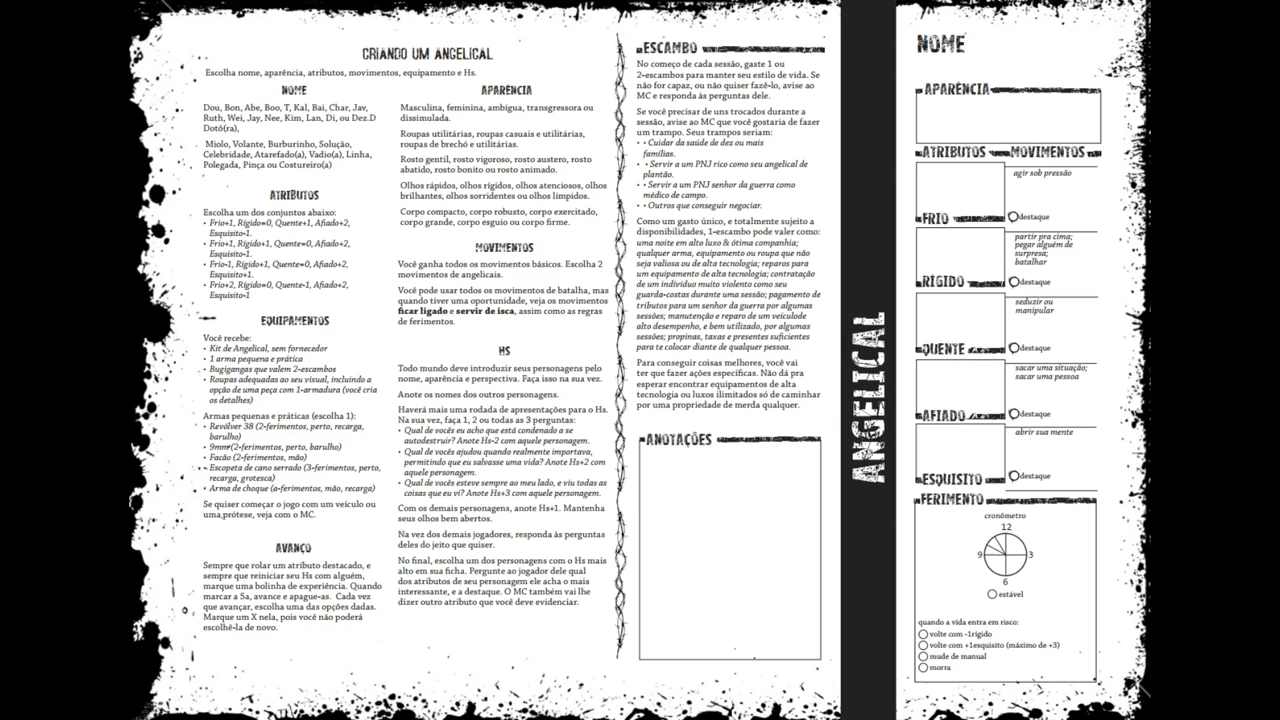 CRIANDO UM ANGELICAL
Escolha nome, aparência, atributos, movimentos, equipamento e Hs.
NOME
Dou, Bon, Abe, Boo, T, Kal, Bai, Char, Jav,
Ruth, Wei, Jay, Nee, Kim, Lan, Di, ou Dez.D
Dotô(ra),
Miolo, Volante, Burburinho, Solução,
Celebridade, Atarefado(a), Vadio(a), Linha,
Polegada, Pinça ou Costureiro(a)
ATRIBUTOS
Escolha um dos conjuntos abaixo:
• Frio+1, Rígido=0, Quente+1, Afiado+2,
Esquisito-1.
• Frio+1, Rígido+1, Quente=0, Afiado+2,
Esquisito-1.
• Frio-1, Rígido+1, Quente=0, Afiado+2,
Esquisito+1.
• Frio+2, Rígido=0, Quente-1, Afiado+2,
Esquisito-1
EQUIPAMENTOS
Você recebe:
• Kit de Angelical, sem fornecedor
• 1 arma pequena e prática
• Bugigangas que valem 2-escambos
• Roupas adequadas ao seu visual, incluindo a
opção de uma peça com 1-armadura (você cria
os detalhes)
Armas pequenas e práticas (escolha 1):
• Revólver 38 (2-ferimentos, perto, recarga,
barulho)
• 9mm (2-ferimentos, perto, barulho)
• Facão (2-ferimentos, mão)
• Escopeta de cano serrado (3-ferimentos, perto,
recarga, grotesca)
• Arma de choque (a-ferimentos, mão, recarga)
Se quiser começar o jogo com um veículo ou
uma prótese, veja com o MC.
AVANÇO
Sempre que rolar um atributo destacado, e
sempre que reiniciar seu Hs com alguém,
marque uma bolinha de experiência. Quando
marcar a 5a, avance e apague-as. Cada vez
que avançar, escolha uma das opções dadas.
Marque um X nela, pois você não poderá
escolhê-la de novo.
APARÊNCIA
Masculina, feminina, ambígua, transgressora ou
dissimulada.
Roupas utilitárias, roupas casuais e utilitárias,
roupas de brechó e utilitários.
Rosto gentil, rosto vigoroso, rosto austero, rosto
abatido, rosto bonito ou rosto animado.
Olhos rápidos, olhos rígidos, olhos atenciosos, olhos
brilhantes, olhos sorridentes ou olhos límpidos.
Corpo compacto, corpo robusto, corpo exercitado,
corpo grande, corpo esguio ou corpo firme.
MOVIMENTOS
Você ganha todos os movimentos básicos. Escolha 2
movimentos de angelicais.
Você pode usar todos os movimentos de batalha, mas
quando tiver uma oportunidade, veja os movimentos
ficar ligado e servir de isca, assim como as regras
de ferimentos.
HS
Todo mundo deve introduzir seus personagens pelo
nome, aparência e perspectiva. Faça isso na sua vez.
Anote os nomes dos outros personagens.
Haverá mais uma rodada de apresentações para o Hs.
Na sua vez, faça 1, 2 ou todas as 3 perguntas:
• Qual de vocês eu acho que está condenado a se
autodestruir? Anote Hs-2 com aquele personagem.
• Qual de vocês ajudou quando realmente importava,
permitindo que eu salvasse uma vida? Anote Hs+2 com
aquele personagem.
• Qual de vocês esteve sempre ao meu lado, e viu todas as
coisas que eu vi? Anote Hs+3 com aquele personagem.
Com os demais personagens, anote Hs+1. Mantenha
seus olhos bem abertos.
Na vez dos demais jogadores, responda às perguntas
deles do jeito que quiser.
No final, escolha um dos personagens com o Hs mais
alto em sua ficha. Pergunte ao jogador dele qual
dos atributos de seu personagem ele acha o mais
interessante, e a destaque. O MC também vai lhe
dizer outro atributo que você deve evidenciar.
ESCAMBO
No começo de cada sessão, gaste 1 ou
2-escambos para manter seu estilo de vida. Se
não for capaz, ou não quiser fazê-lo, avise ao
MC e responda às perguntas dele.
Se você precisar de uns trocados durante a
sessão, avise ao MC que você gostaria de fazer
um trampo. Seus trampos seriam:
• • Cuidar da saúde de dez ou mais
famílias.
• • Servir a um PNJ rico como seu angelical de
plantão.
• • Servir a um PNJ senhor da guerra como
médico de campo.
• • Outros que conseguir negociar.
Como um gasto único, e totalmente sujeito a
disponibilidades, 1-escambo pode valer como:
uma noite em alto luxo & ótima companhia;
qualquer arma, equipamento ou roupa que não
seja valiosa ou de alta tecnologia; reparos para
um equipamento de alta tecnologia; contratação
de um indivíduo muito violento como seu
guarda-costas durante uma sessão; pagamento de
tributos para um senhor da guerra por algumas
sessões; manutenção e reparo de um veículode
alto desempenho, e bem utilizado, por algumas
sessões; propinas, taxas e presentes suficientes
para te colocar diante de qualquer pessoa.
Para conseguir coisas melhores, você vai
ter que fazer ações específicas. Não dá pra
esperar encontrar equipamentos de alta
tecnologia ou luxos ilimitados só de caminhar
por uma propriedade de merda qualquer.
ANOTAÇÕES
ANGELICAL
NOME
APARÊNCIA
ATRIBUTOS MOVIMENTOS
agir sob pressão
FRIO destaque
partir pra cima;
pegar alguém de
surpresa;
batalhar
RÍGIDO destaque
seduzir ou
manipular
QUENTE destaque
sacar uma situação;
sacar uma pessoa
AFIADO destaque
abrir sua mente
ESQUISITO destaque
FERIMENTO
cronômetro
12
9 3
6
estável
quando a vida entra em risco:
volte com -1rígido
volte com +1esquisito (máximo de +3)
mude de manual
morra